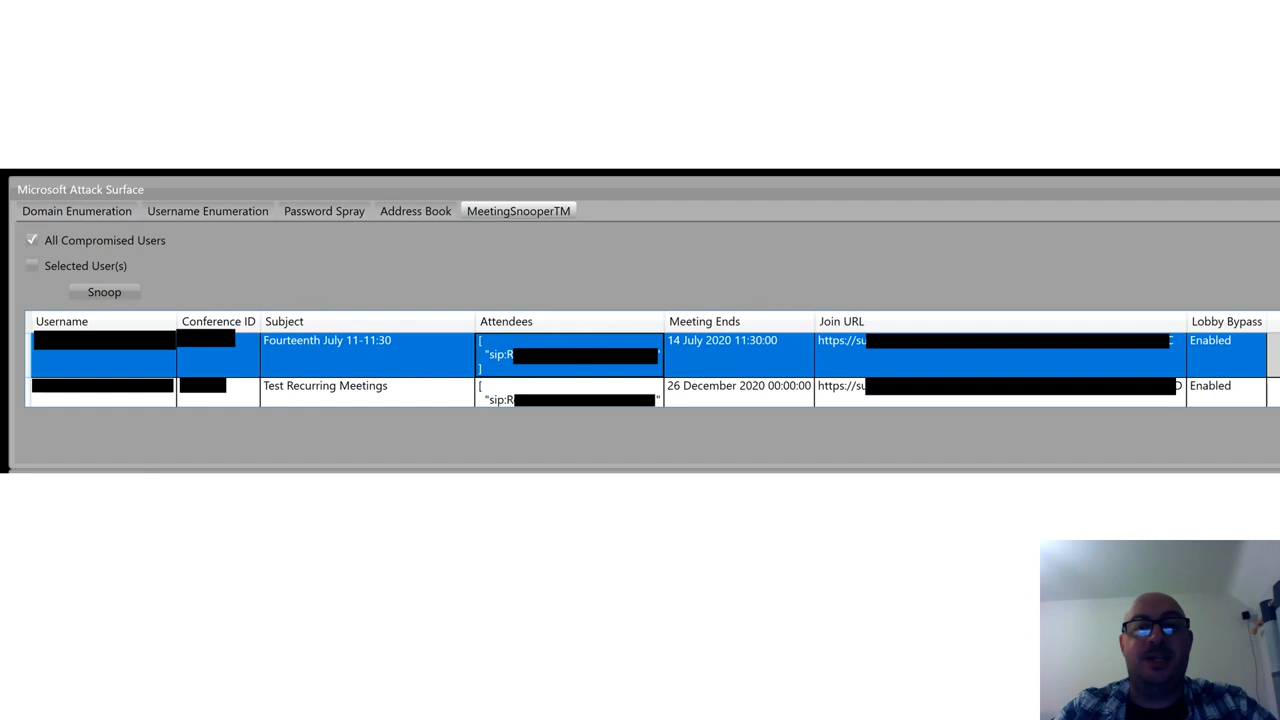 Microsoft Attack Surface
Domain Enumeration Username Enumeration Password Spray Address Book MeetingSnooperTM
All Compromised Users
Selected User(s)
Snoop
Username Conference ID Subject Attendees Meeting Ends Join URL Lobby Bypass
Fourteenth July 11-11:30 [ 14 July 2020 11:30:00 https://su C Enabled
"sip:R "
]
Test Recurring Meetings [ 26 December 2020 00:00:00 https://su D Enabled
"sip:R "